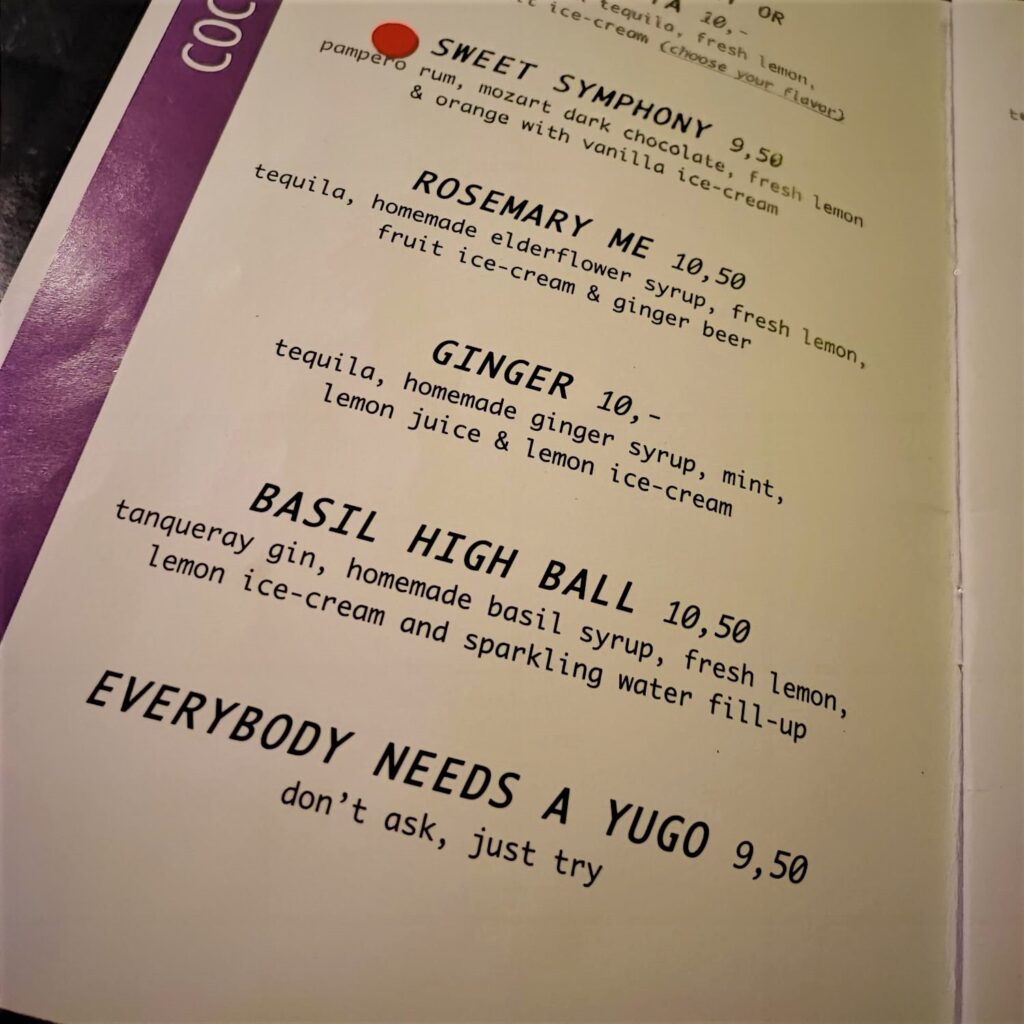 COC
OR
10,-
tequila, fresh lemon,
ice-cream (choose your flavor)
SWEET SYMPHONY 9,50
pampero rum, mozart dark chocolate, fresh lemon
& orange with vanilla ice-cream
ROSEMARY ME 10,50
tequila, homemade elderflower syrup, fresh lemon,
fruit ice-cream & ginger beer
GINGER 10,-
tequila, homemade ginger syrup, mint,
lemon juice & lemon ice-cream
BASIL HIGH BALL 10,50
tanqueray gin, homemade basil syrup, fresh lemon,
lemon ice-cream and sparkling water fill-up
EVERYBODY NEEDS A YUGO 9,50
don't ask, just try